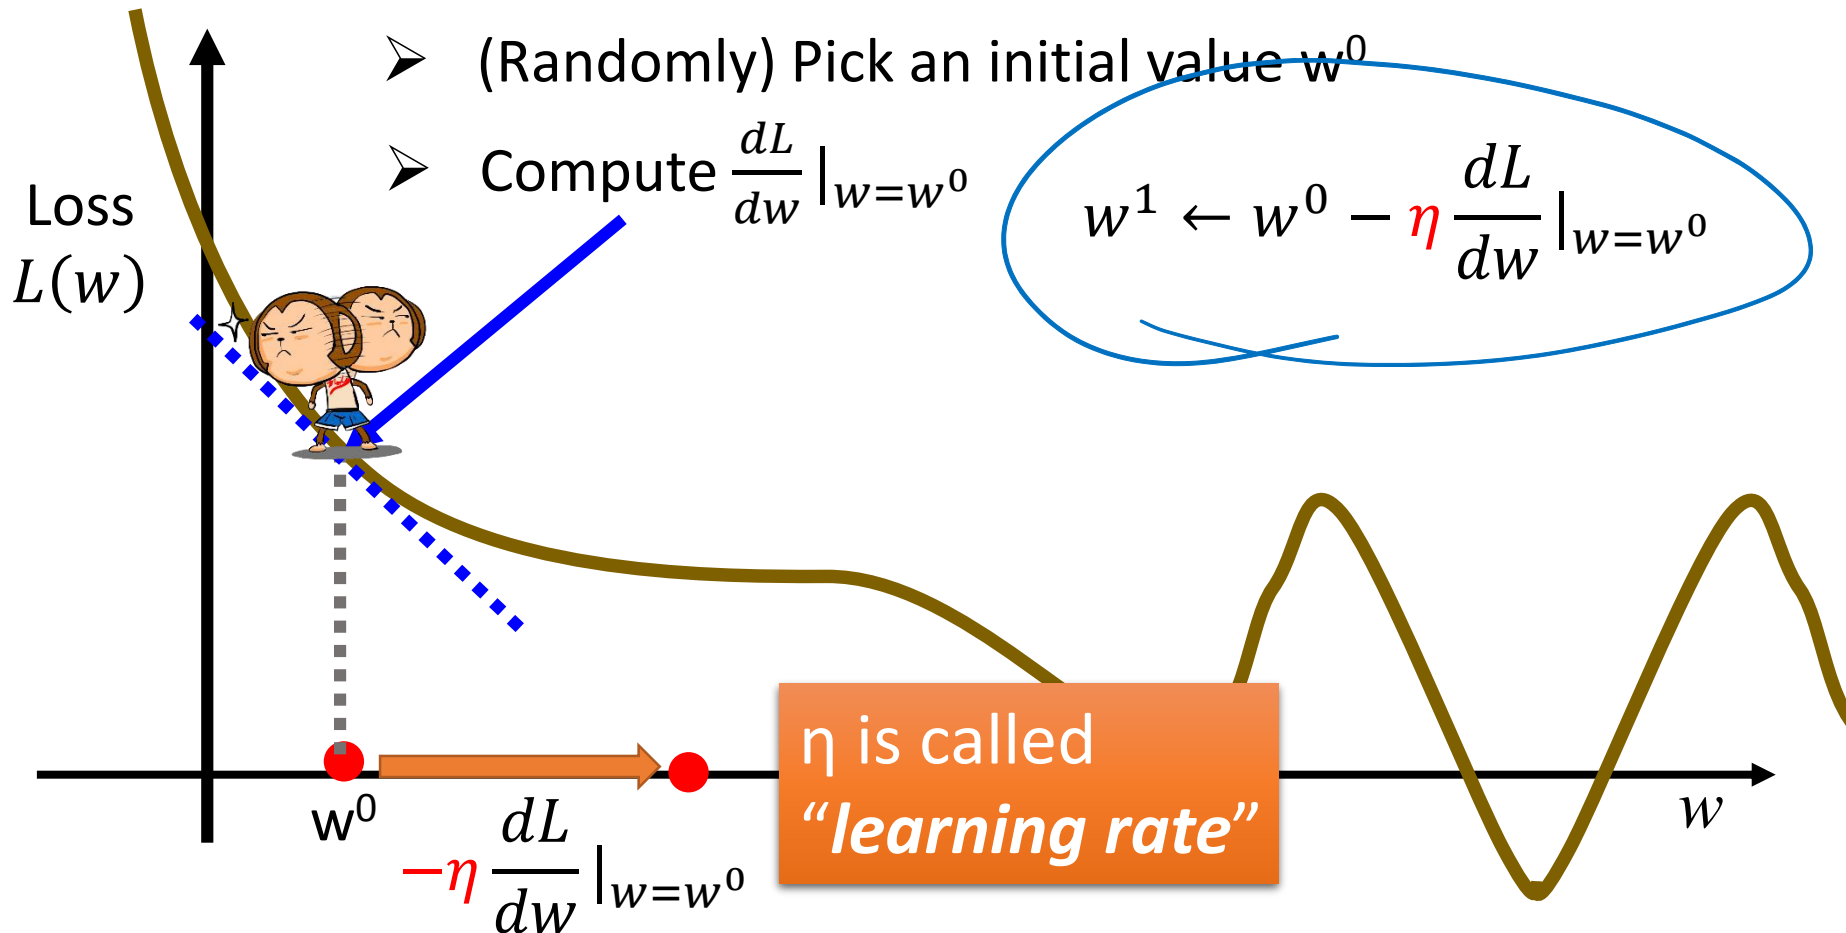 ➢ (Randomly) Pick an initial value w⁰
➢ Compute dL/dw |w=w⁰
w¹ ← w⁰ − η dL/dw |w=w⁰
Loss
L(w)
w⁰
−η dL/dw |w=w⁰
η is called
“learning rate”
w